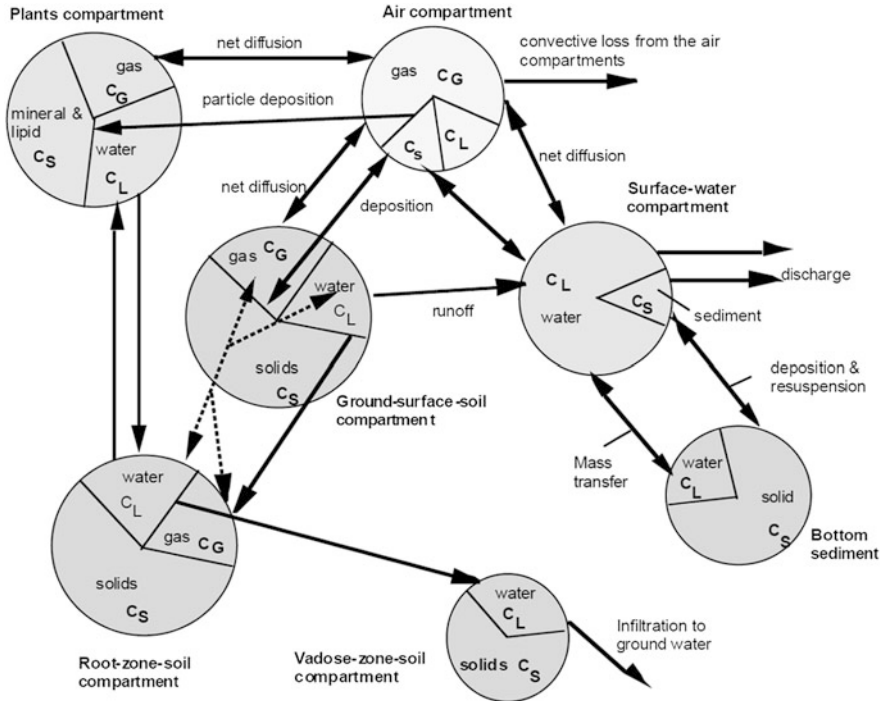 Plants compartment
Air compartment
gas
C_G
mineral &
lipid
C_S
water
C_L
net diffusion
particle deposition
gas C_G
C_S
C_L
convective loss from the air
compartments
net diffusion
deposition
net diffusion
Surface-water
compartment
gas C_G
water
C_L
solids
C_S
Ground-surface-soil
compartment
runoff
C_L
water
C_S
discharge
sediment
deposition &
resuspension
Mass
transfer
water
C_L
solid
C_S
Bottom
sediment
water
C_L
gas C_G
solids
C_S
Root-zone-soil
compartment
water
C_L
solids C_S
Vadose-zone-soil
compartment
Infiltration to
ground water